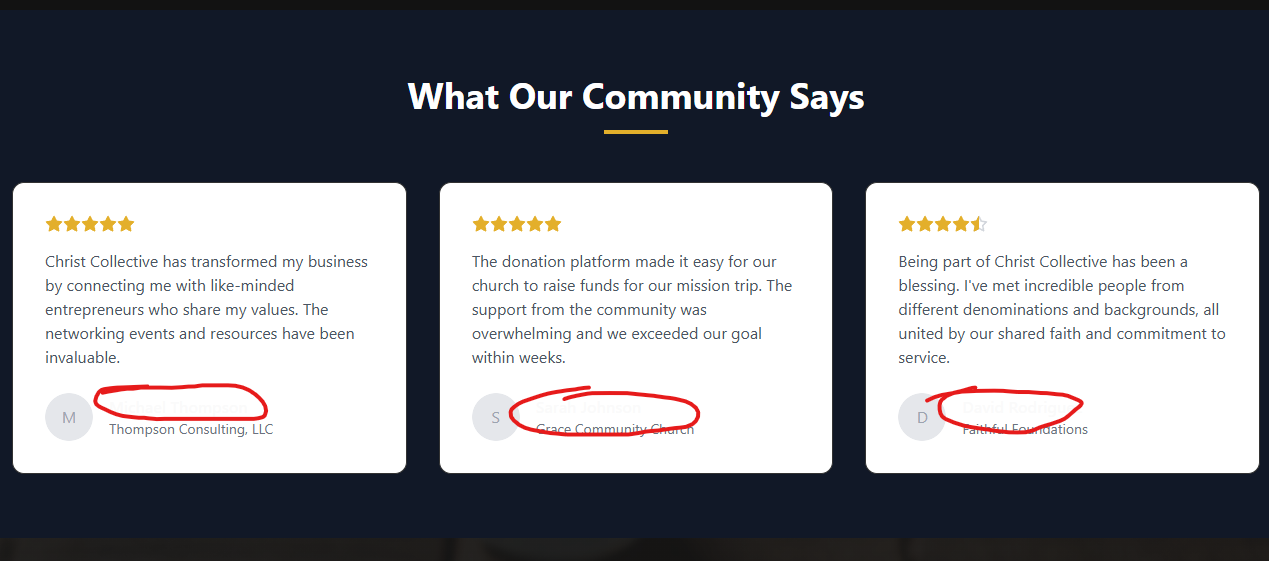 What Our Community Says
Christ Collective has transformed my business
by connecting me with like-minded
entrepreneurs who share my values. The
networking events and resources have been
invaluable.
M
Thompson Consulting, LLC
The donation platform made it easy for our
church to raise funds for our mission trip. The
support from the community was
overwhelming and we exceeded our goal
within weeks.
S
Johnson
Grace Community Church
Being part of Christ Collective has been a
blessing. I've met incredible people from
different denominations and backgrounds, all
united by our shared faith and commitment to
service.
D
David
Faithful Foundations